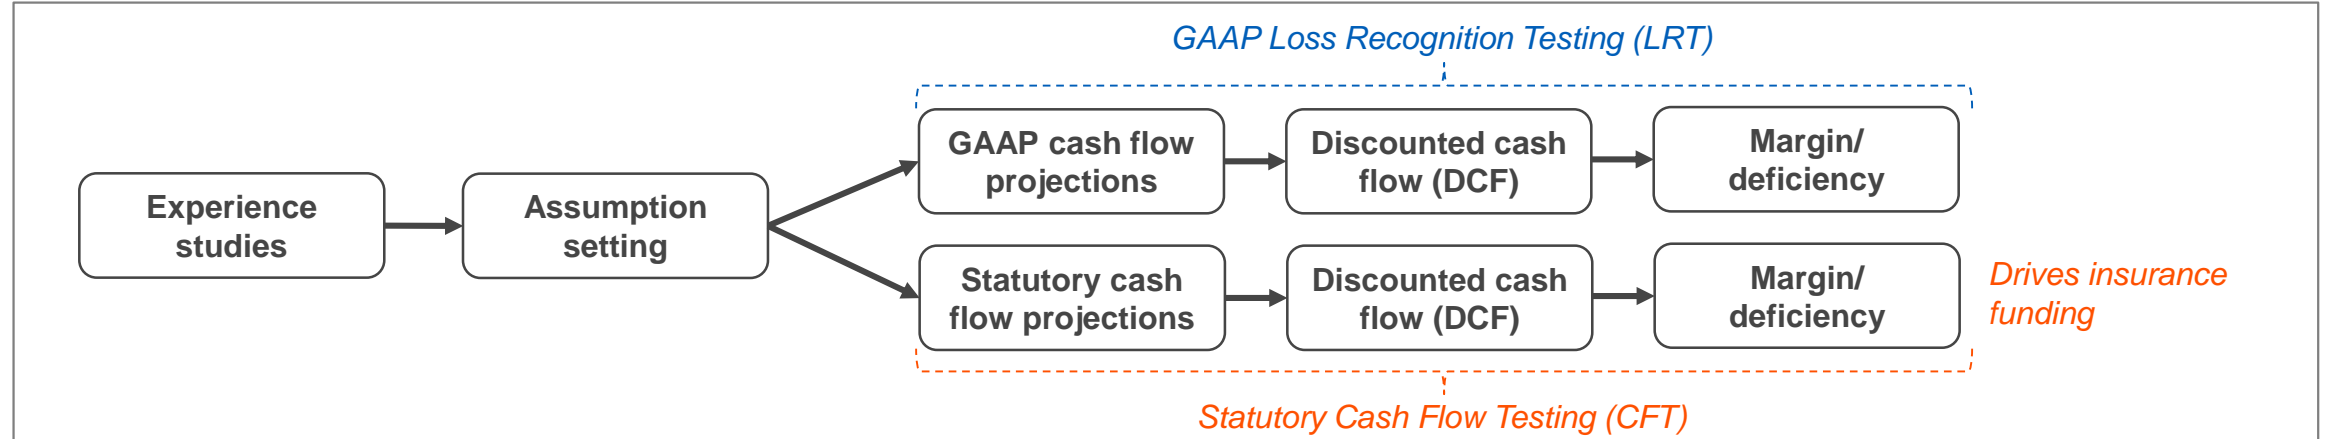 GAAP Loss Recognition Testing (LRT)
GAAP cash flow
projections
Discounted cash
flow (DCF)
Margin/
deficiency
Experience
studies
Assumption
setting
Statutory cash
flow projections
Discounted cash
flow (DCF)
Margin/
deficiency
Drives insurance
funding
Statutory Cash Flow Testing (CFT)